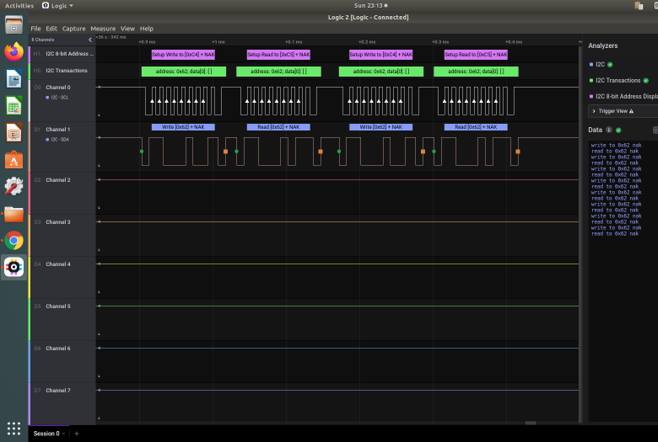 Activities
Logic
Sun 23:13
Logic 2 [Logic - Connected]
File Edit Capture Measure View Help
8 Channels
+0.9 ms
+1 ms
+0.1 ms
+0.2 ms
+0.3 ms
+0.4 ms
I2C 8-bit Address ...
Setup Write to [0xC4] + NAK
Setup Read to [0xC5] + NAK
Setup Write to [0xC4] + NAK
Setup Read to [0xC5] + NAK
I2C Transactions
address: 0x62; data[0] [ ]
address: 0x62; data[0] [ ]
address: 0x62; data[0] [ ]
address: 0x62; data[0] [ ]
D0 Channel 0
I2C - SCL
D1 Channel 1
I2C - SDA
Write [0x62] + NAK
Read [0x62] + NAK
Write [0x62] + NAK
Read [0x62] + NAK
D2 Channel 2
D3 Channel 3
D4 Channel 4
D5 Channel 5
D6 Channel 6
D7 Channel 7
Session 0
Analyzers
I2C
I2C Transactions
I2C 8-bit Address Displ
Trigger View
Data
write to 0x62 nak
read to 0x62 nak
write to 0x62 nak
read to 0x62 nak
write to 0x62 nak
read to 0x62 nak
write to 0x62 nak
read to 0x62 nak
write to 0x62 nak
read to 0x62 nak
write to 0x62 nak
read to 0x62 nak
write to 0x62 nak
read to 0x62 nak
write to 0x62 nak
read to 0x62 nak